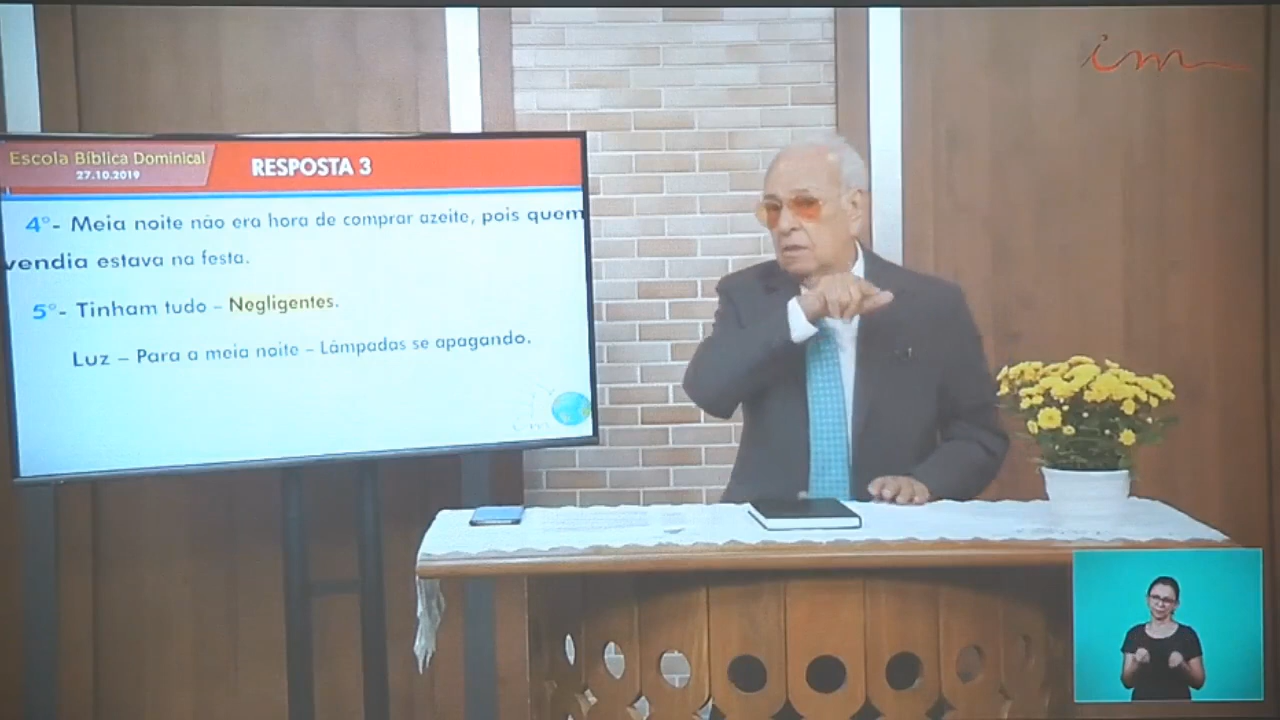 im
Escola Bíblica Dominical
27.10.2019
RESPOSTA 3
4º- Meia noite não era hora de comprar azeite, pois quem
vendia estava na festa.
5º- Tinham tudo – Negligentes.
Luz – Para a meia noite – Lâmpadas se apagando.